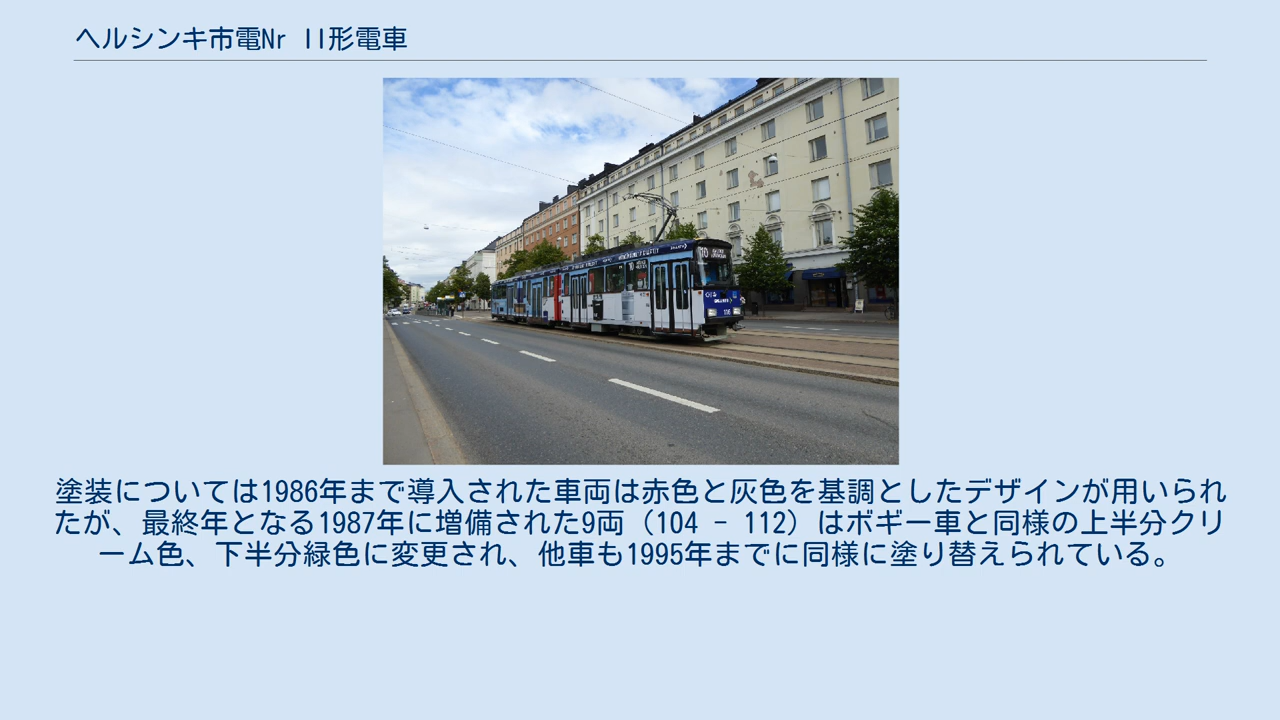 ヘルシンキ市電Nr II形電車
塗装については1986年まで導入された車両は赤色と灰色を基調としたデザインが用いられ
たが、最終年となる1987年に増備された9両（104 - 112）はボギー車と同様の上半分クリ
ーム色、下半分緑色に変更され、他車も1995年までに同様に塗り替えられている。